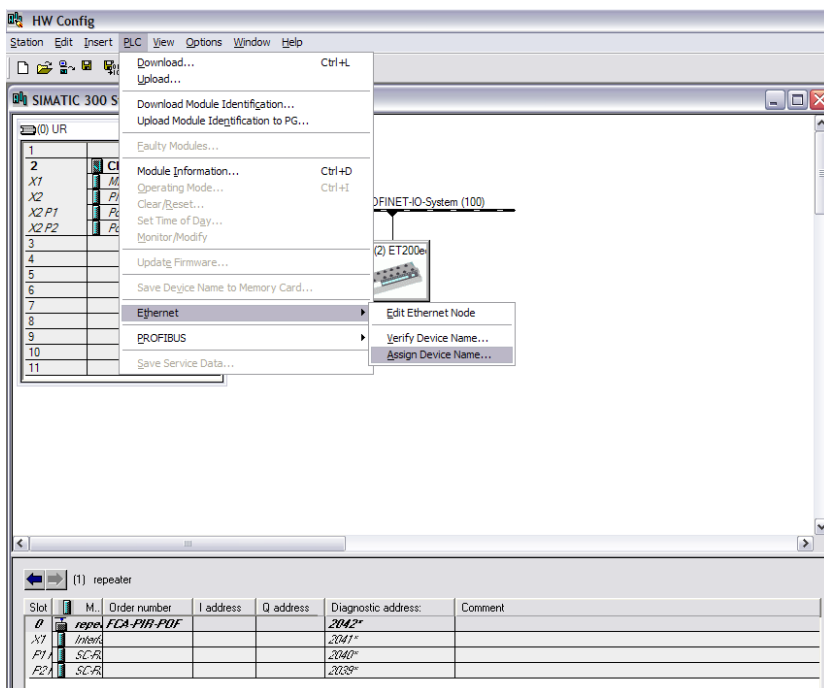 HW Config
Station Edit Insert PLC View Options Window Help
SIMATIC 300 S
(0) UR
1
2
X1
X2
X2 P1
X2 P2
3
4
5
6
7
8
9
10
11
Download... Ctrl+L
Upload...
Download Module Identification...
Upload Module Identification to PG...
Faulty Modules...
Module Information... Ctrl+D
Operating Mode... Ctrl+I
Clear/Reset...
Set Time of Day...
Monitor/Modify
Update Firmware...
Save Device Name to Memory Card...
Ethernet
PROFIBUS
Save Service Data...
Edit Ethernet Node
Verify Device Name...
Assign Device Name...
OFINET-IO-System (100)
(2) ET200e
(1) repeater
Slot M.. Order number I address Q address Diagnostic address: Comment
0 repe FCA-PIR-POF 2042*
X1 Interfa 2041*
P1 SC-R 2040*
P2 SC-R 2039*